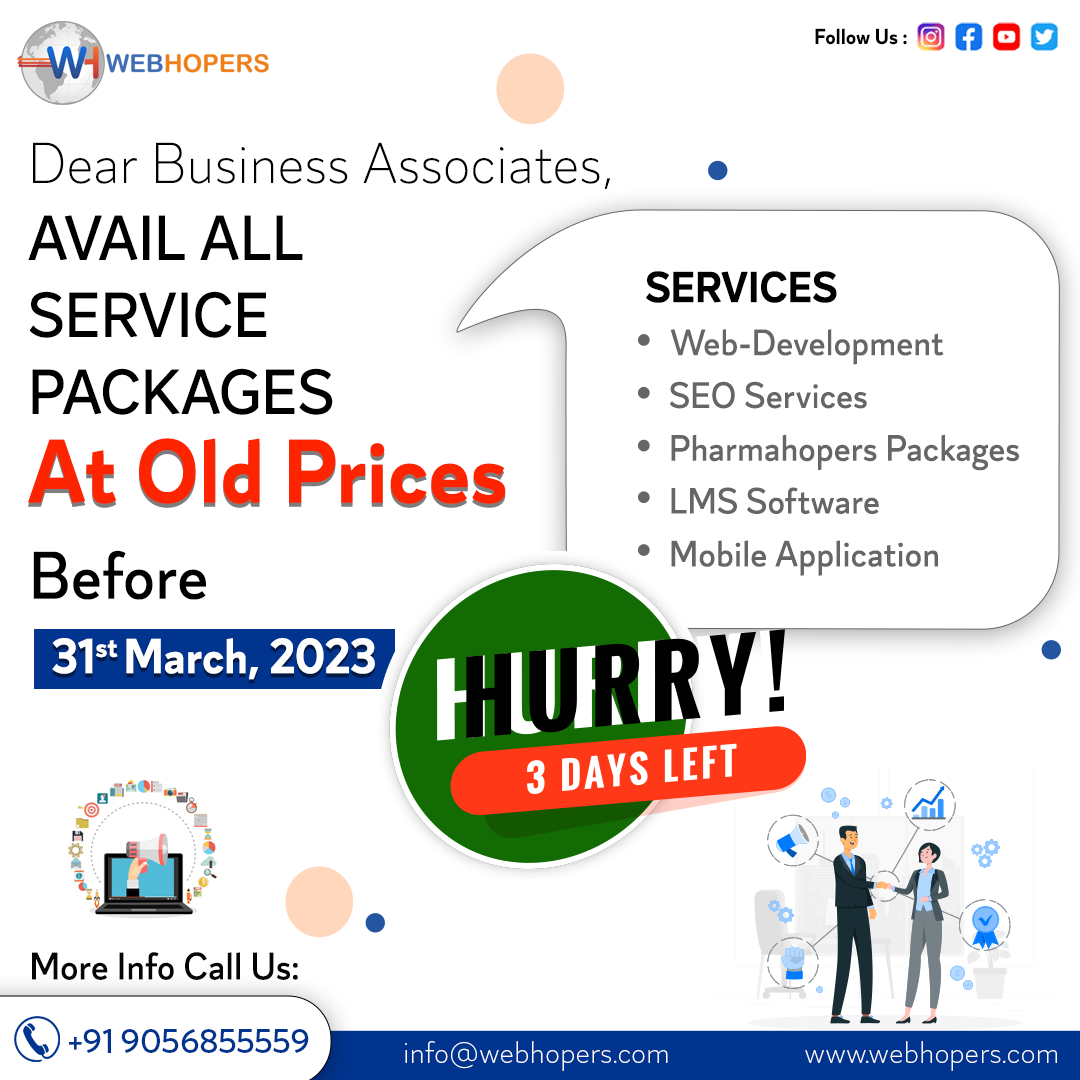 WH WEBHOPERS
Follow Us :
Dear Business Associates,
AVAIL ALL
SERVICE
PACKAGES
At Old Prices
Before
31st March, 2023
SERVICES
• Web-Development
• SEO Services
• Pharmahopers Packages
• LMS Software
• Mobile Application
HURRY!
3 DAYS LEFT
More Info Call Us:
+91 9056855559
info@webhopers.com
www.webhopers.com